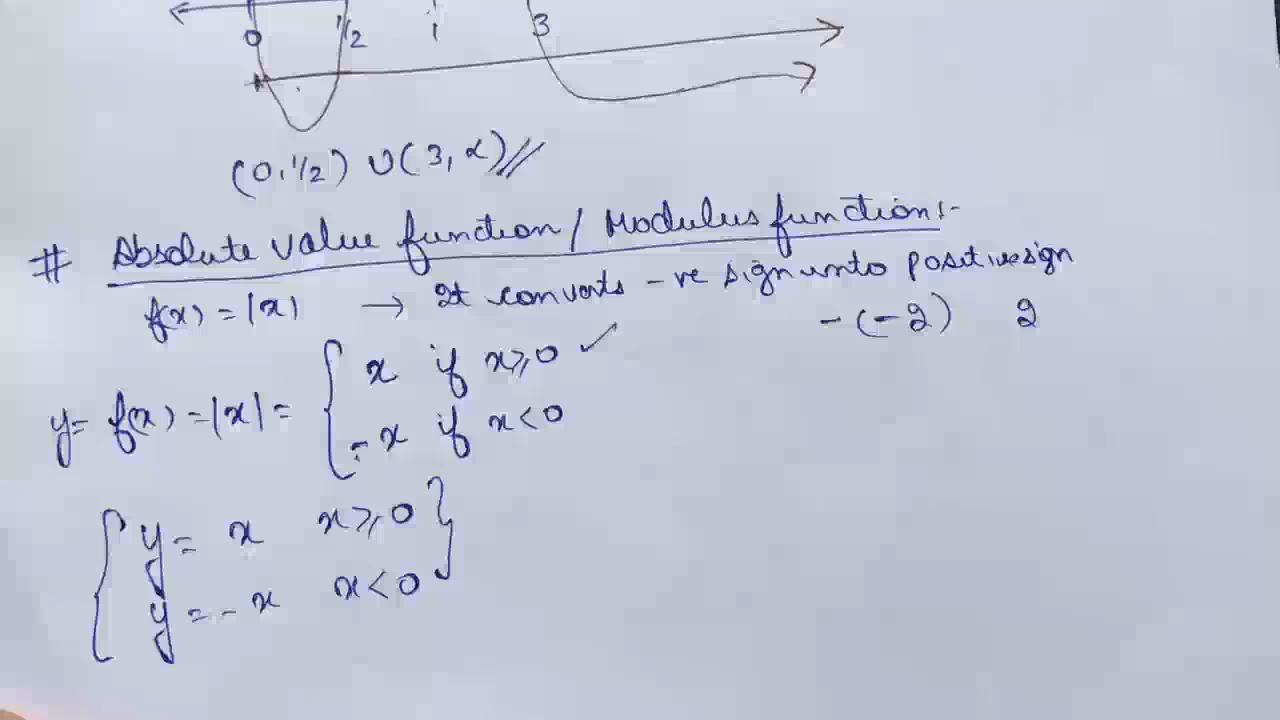 0 1/2 1 3
(0, 1/2) ∪ (3, ∝)//
# Absolute value function / Modulus function:-
f(x) = |x| → It converts -ve sign unto positive sign
-(-2) 2
y = f(x) = |x| = { x if x ≥ 0 ✓
-x if x < 0
{ y = x x ≥ 0 }
y = -x x < 0